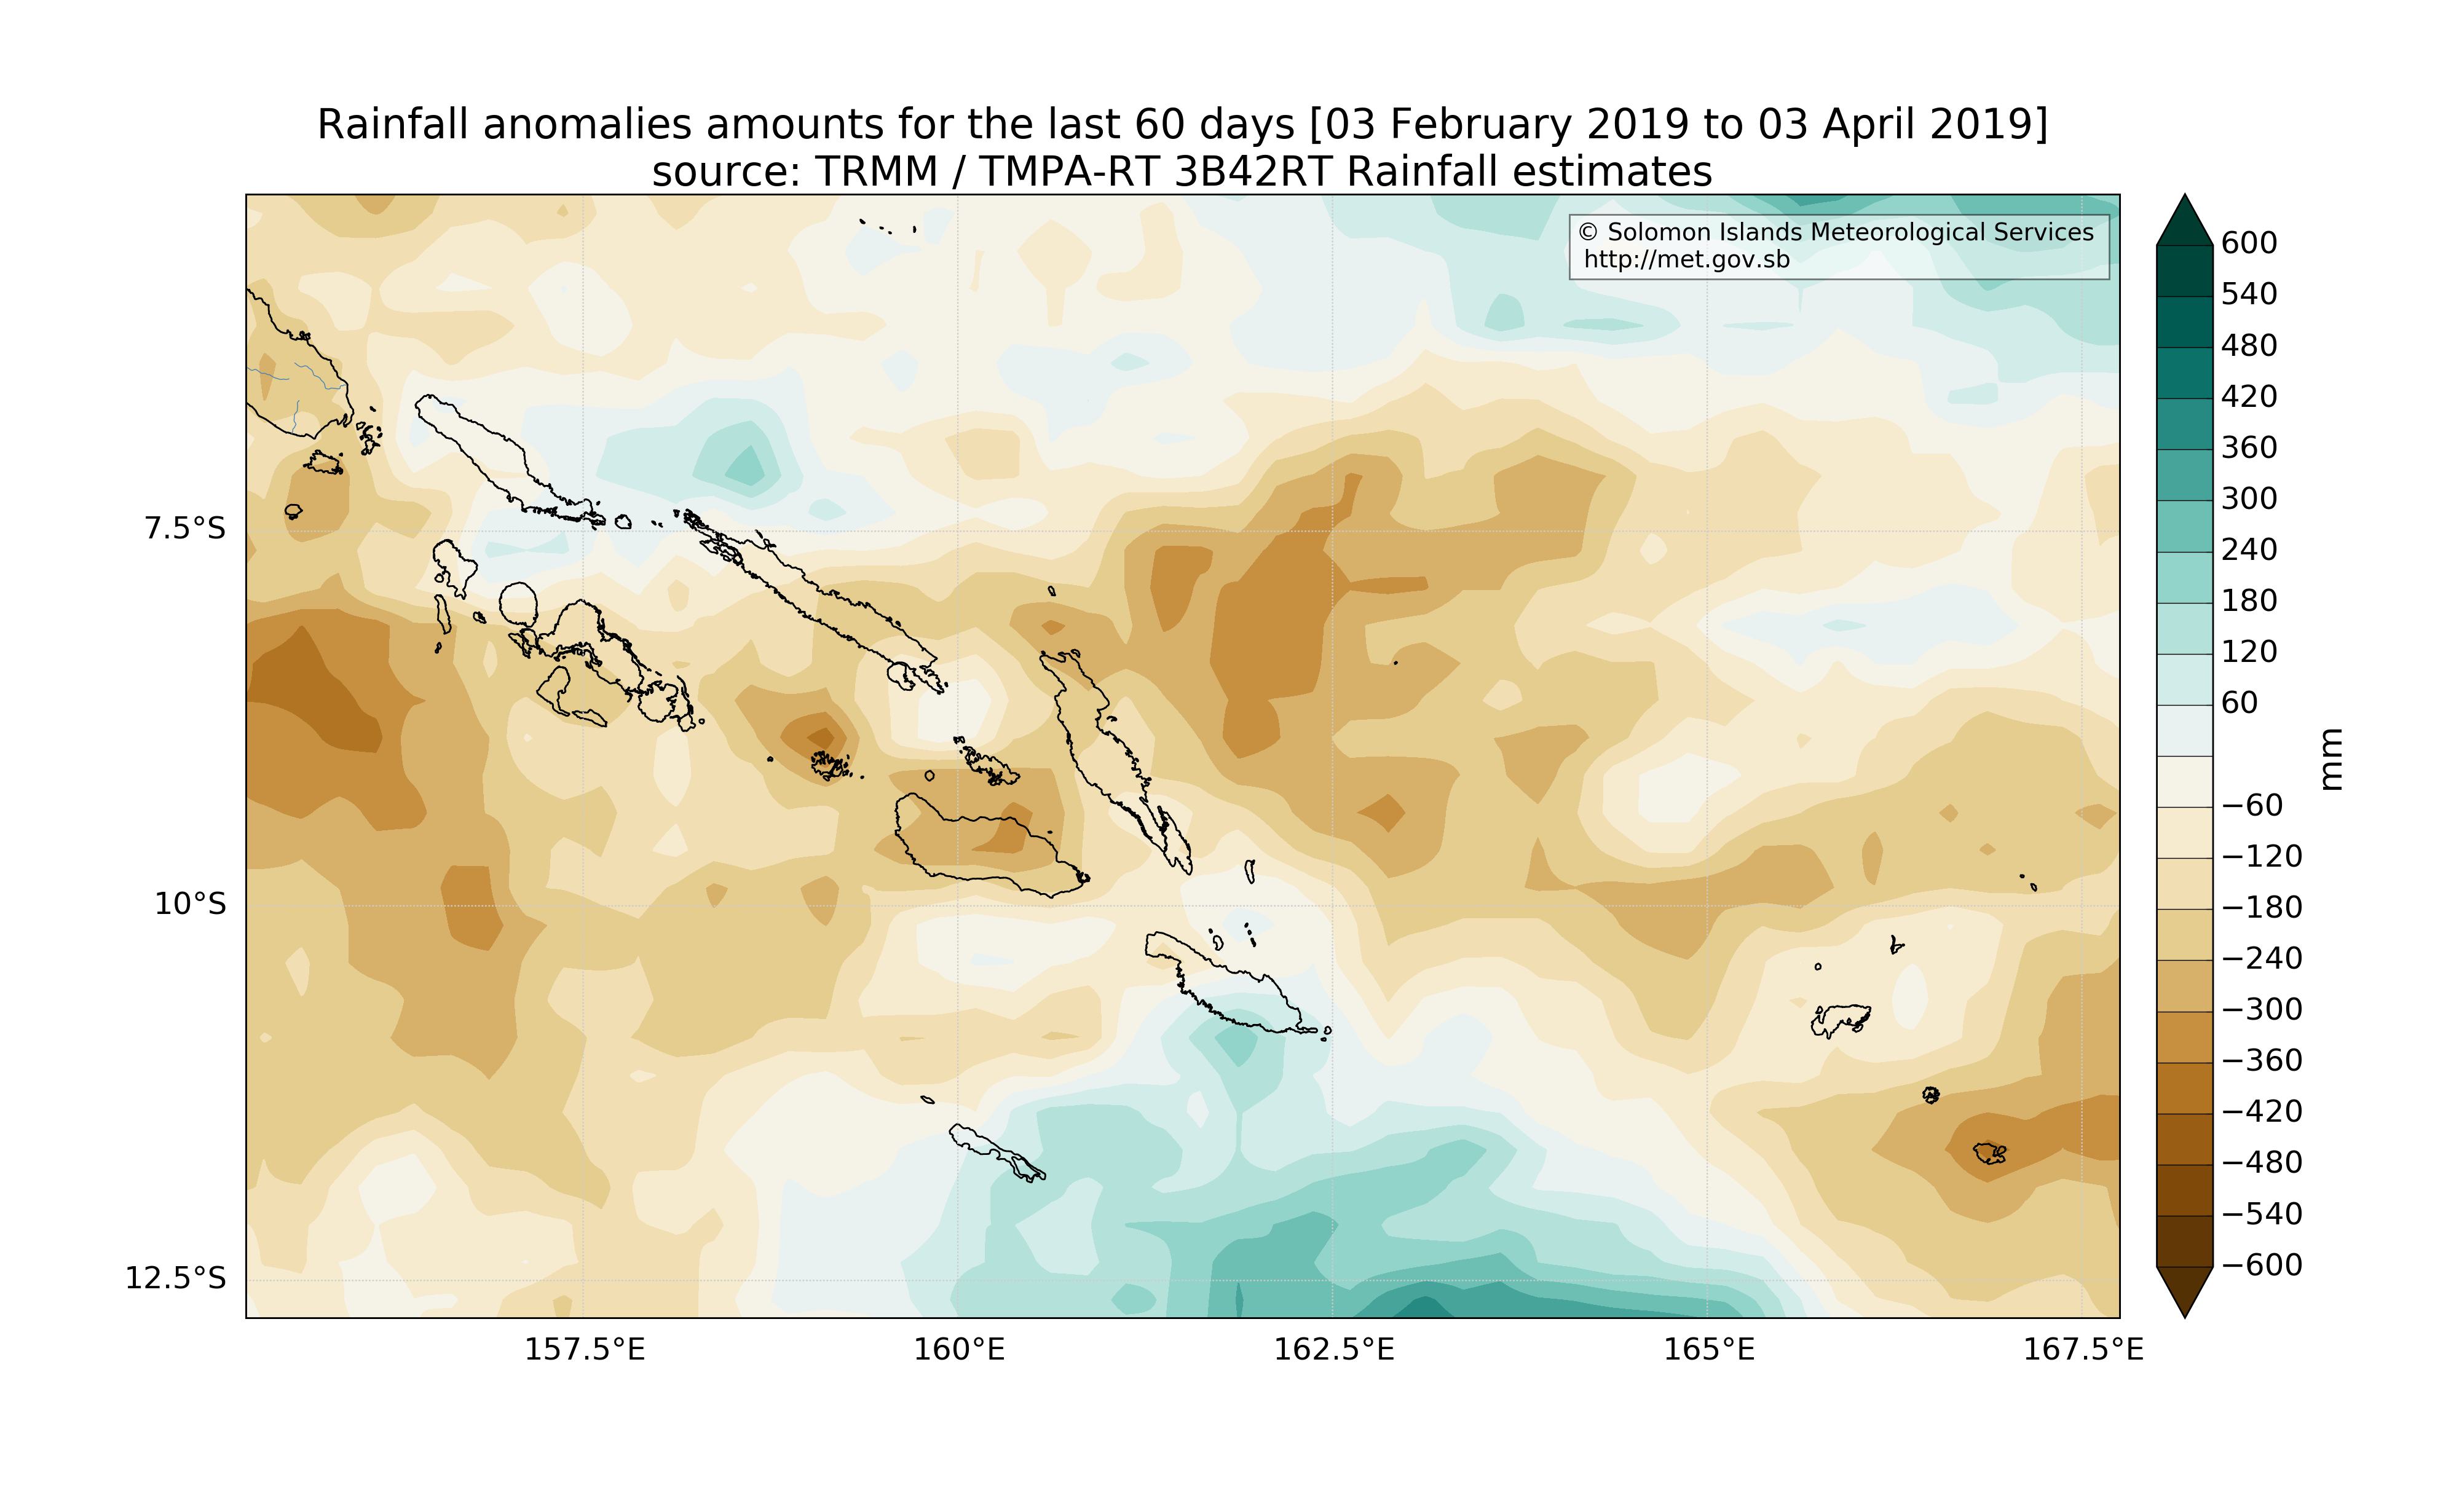 Rainfall anomalies amounts for the last 60 days [03 February 2019 to 03 April 2019]
source: TRMM / TMPA-RT 3B42RT Rainfall estimates
© Solomon Islands Meteorological Services
http://met.gov.sb
7.5°S
10°S
12.5°S
157.5°E
160°E
162.5°E
165°E
167.5°E
600
540
480
420
360
300
240
180
120
60
−60
−120
−180
−240
−300
−360
−420
−480
−540
−600
mm